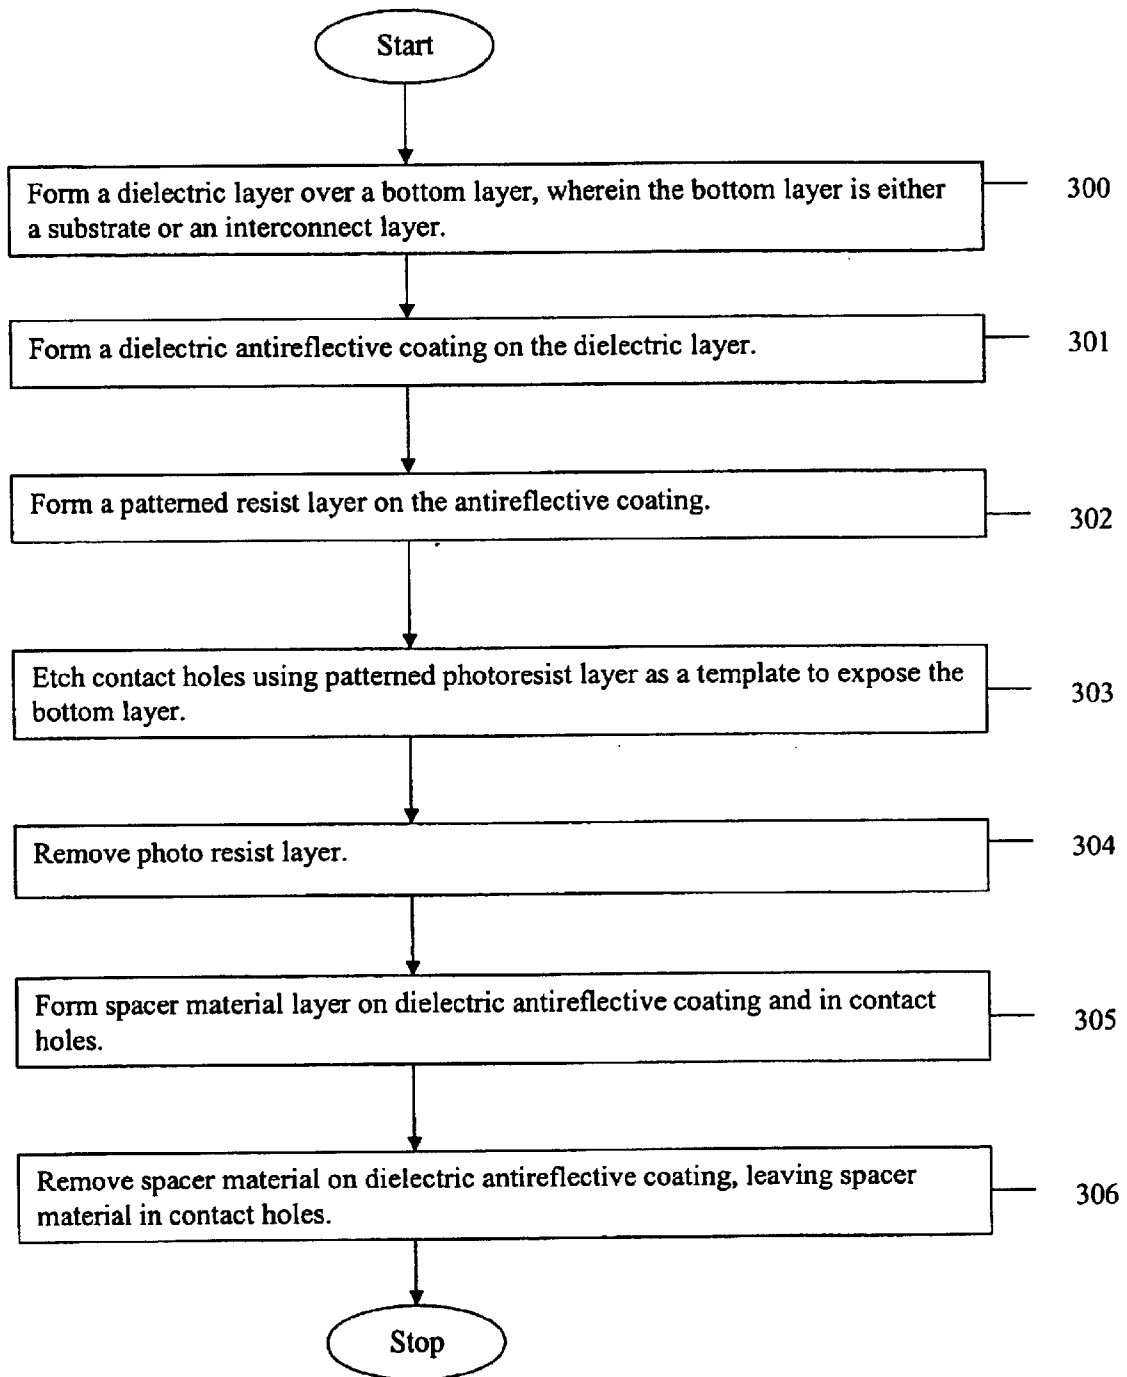 Start
Form a dielectric layer over a bottom layer, wherein the bottom layer is either
a substrate or an interconnect layer.
300
Form a dielectric antireflective coating on the dielectric layer.
301
Form a patterned resist layer on the antireflective coating.
302
Etch contact holes using patterned photoresist layer as a template to expose the
bottom layer.
303
Remove photo resist layer.
304
Form spacer material layer on dielectric antireflective coating and in contact
holes.
305
Remove spacer material on dielectric antireflective coating, leaving spacer
material in contact holes.
306
Stop